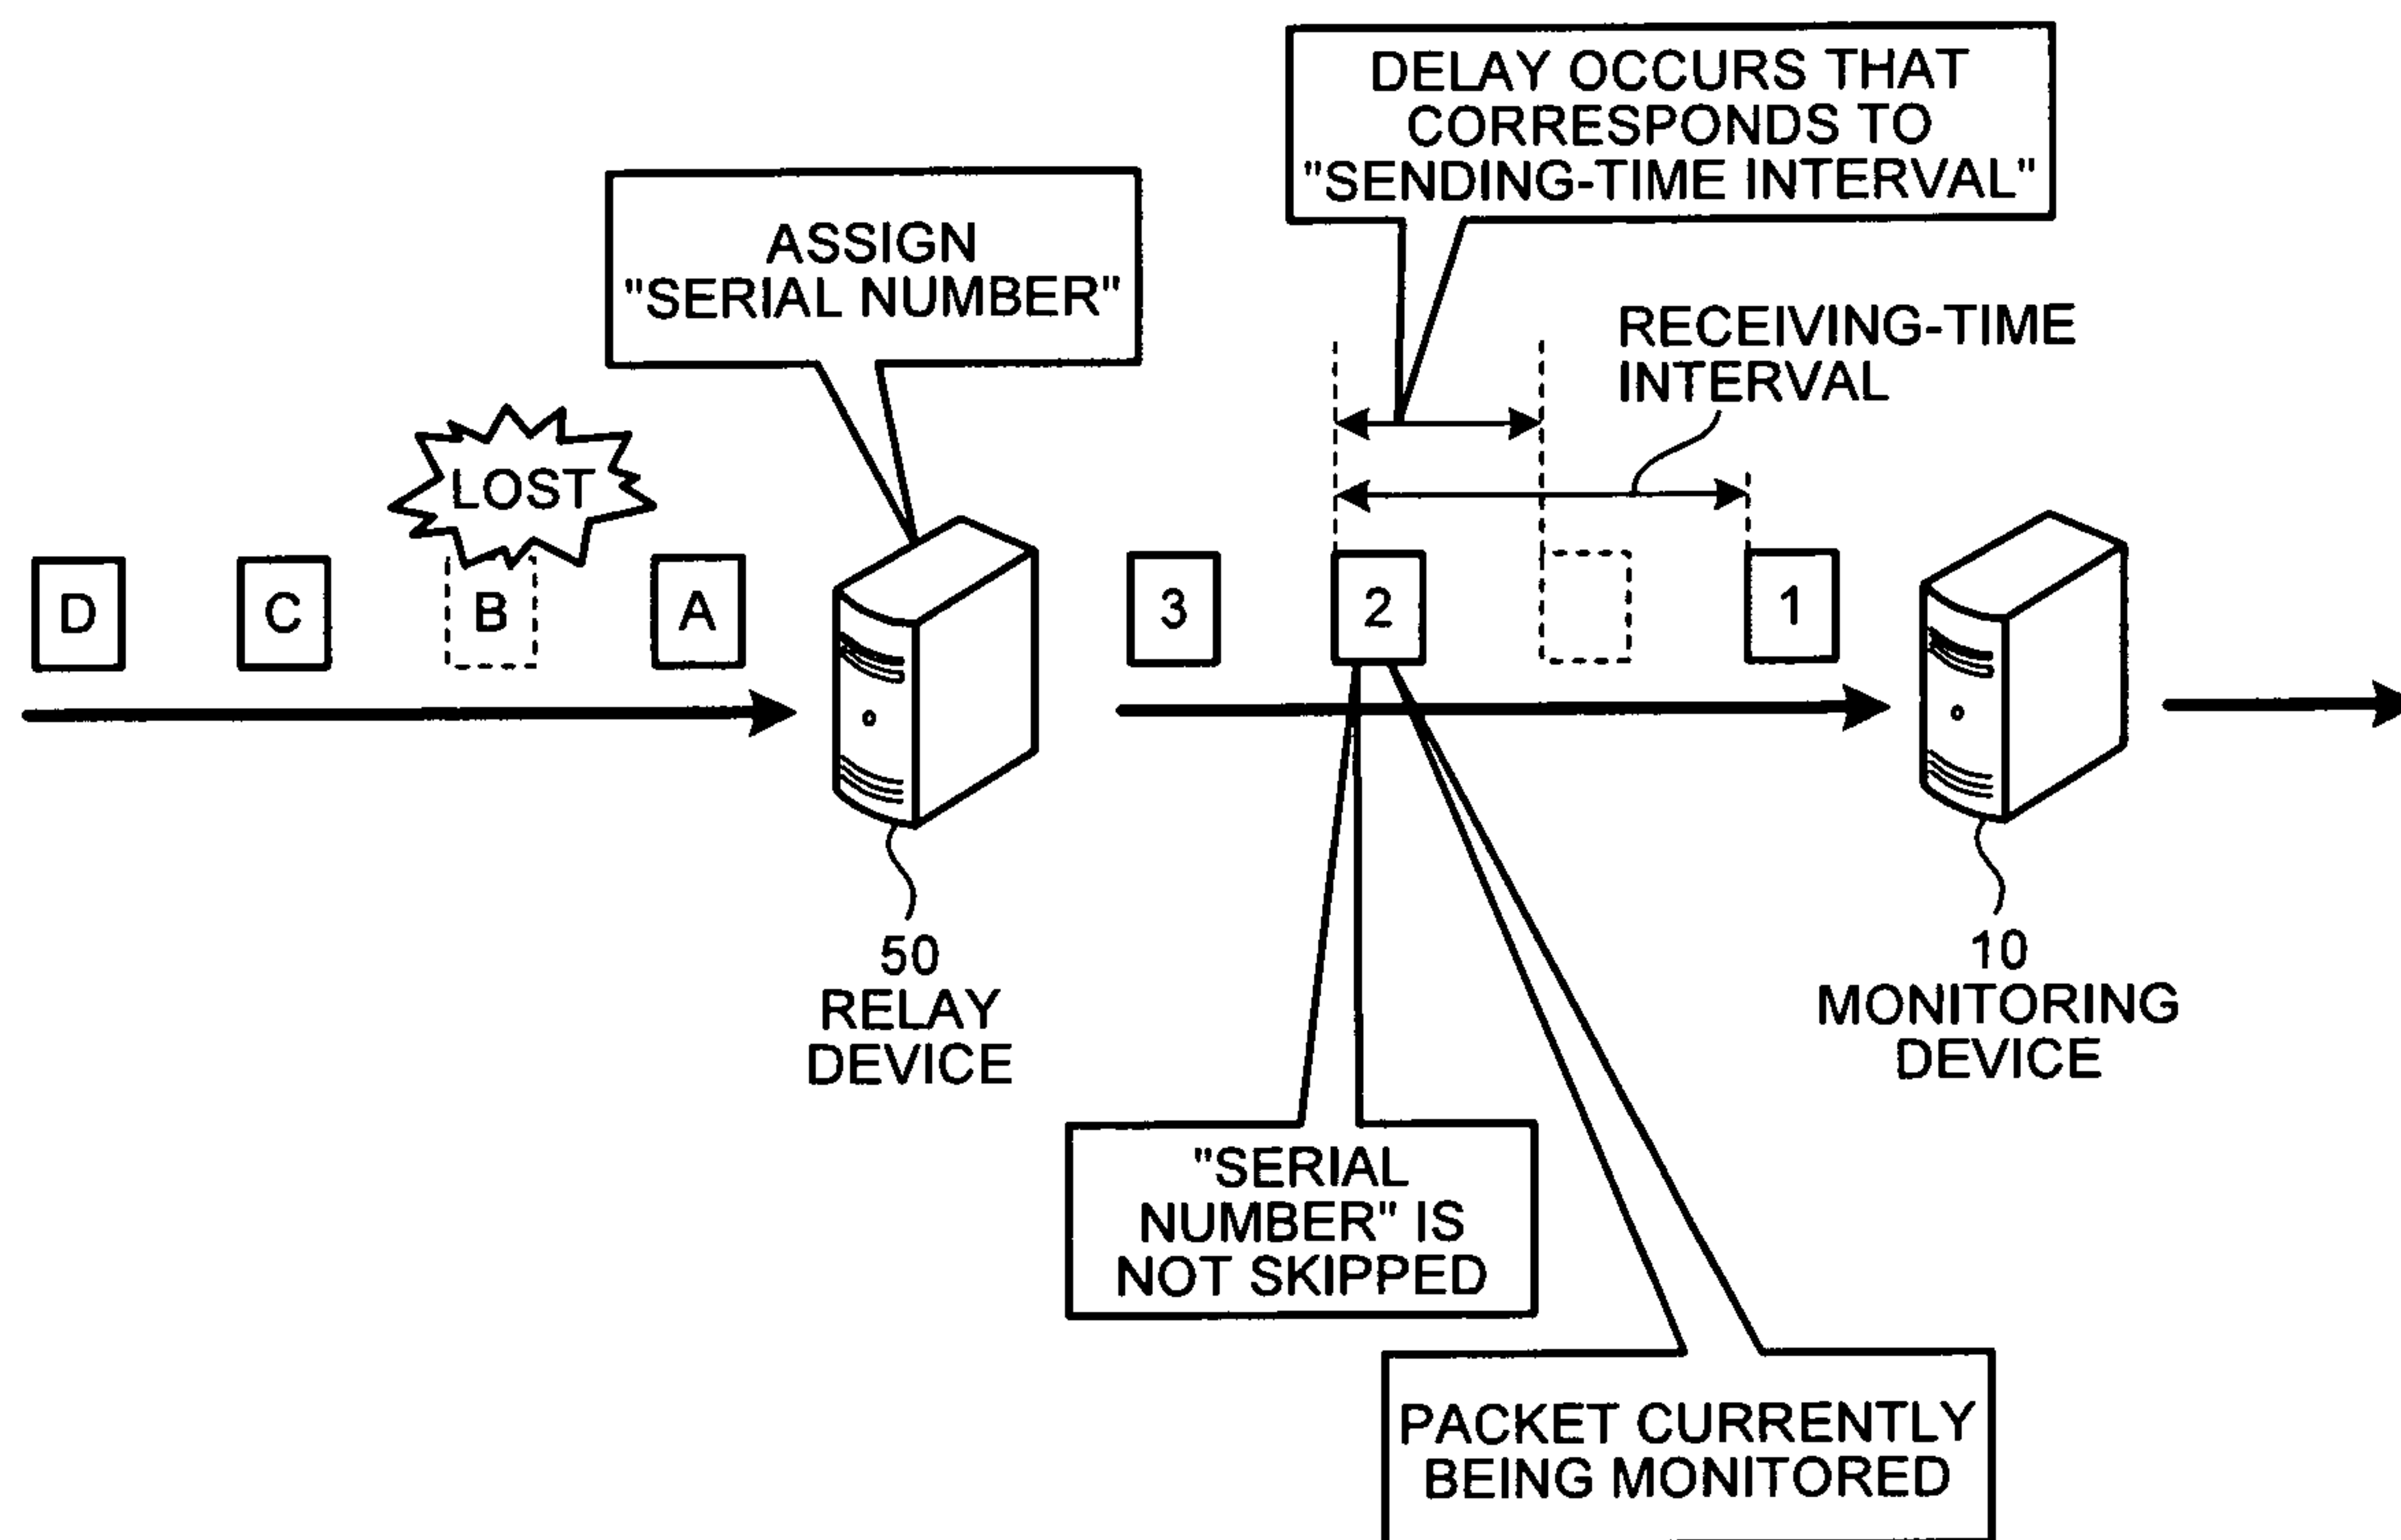 DELAY OCCURS THAT
CORRESPONDS TO
"SENDING-TIME INTERVAL"
ASSIGN
"SERIAL NUMBER"
RECEIVING-TIME
INTERVAL
LOST
D
C
B
A
3
2
1
50
RELAY
DEVICE
10
MONITORING
DEVICE
"SERIAL
NUMBER" IS
NOT SKIPPED
PACKET CURRENTLY
BEING MONITORED